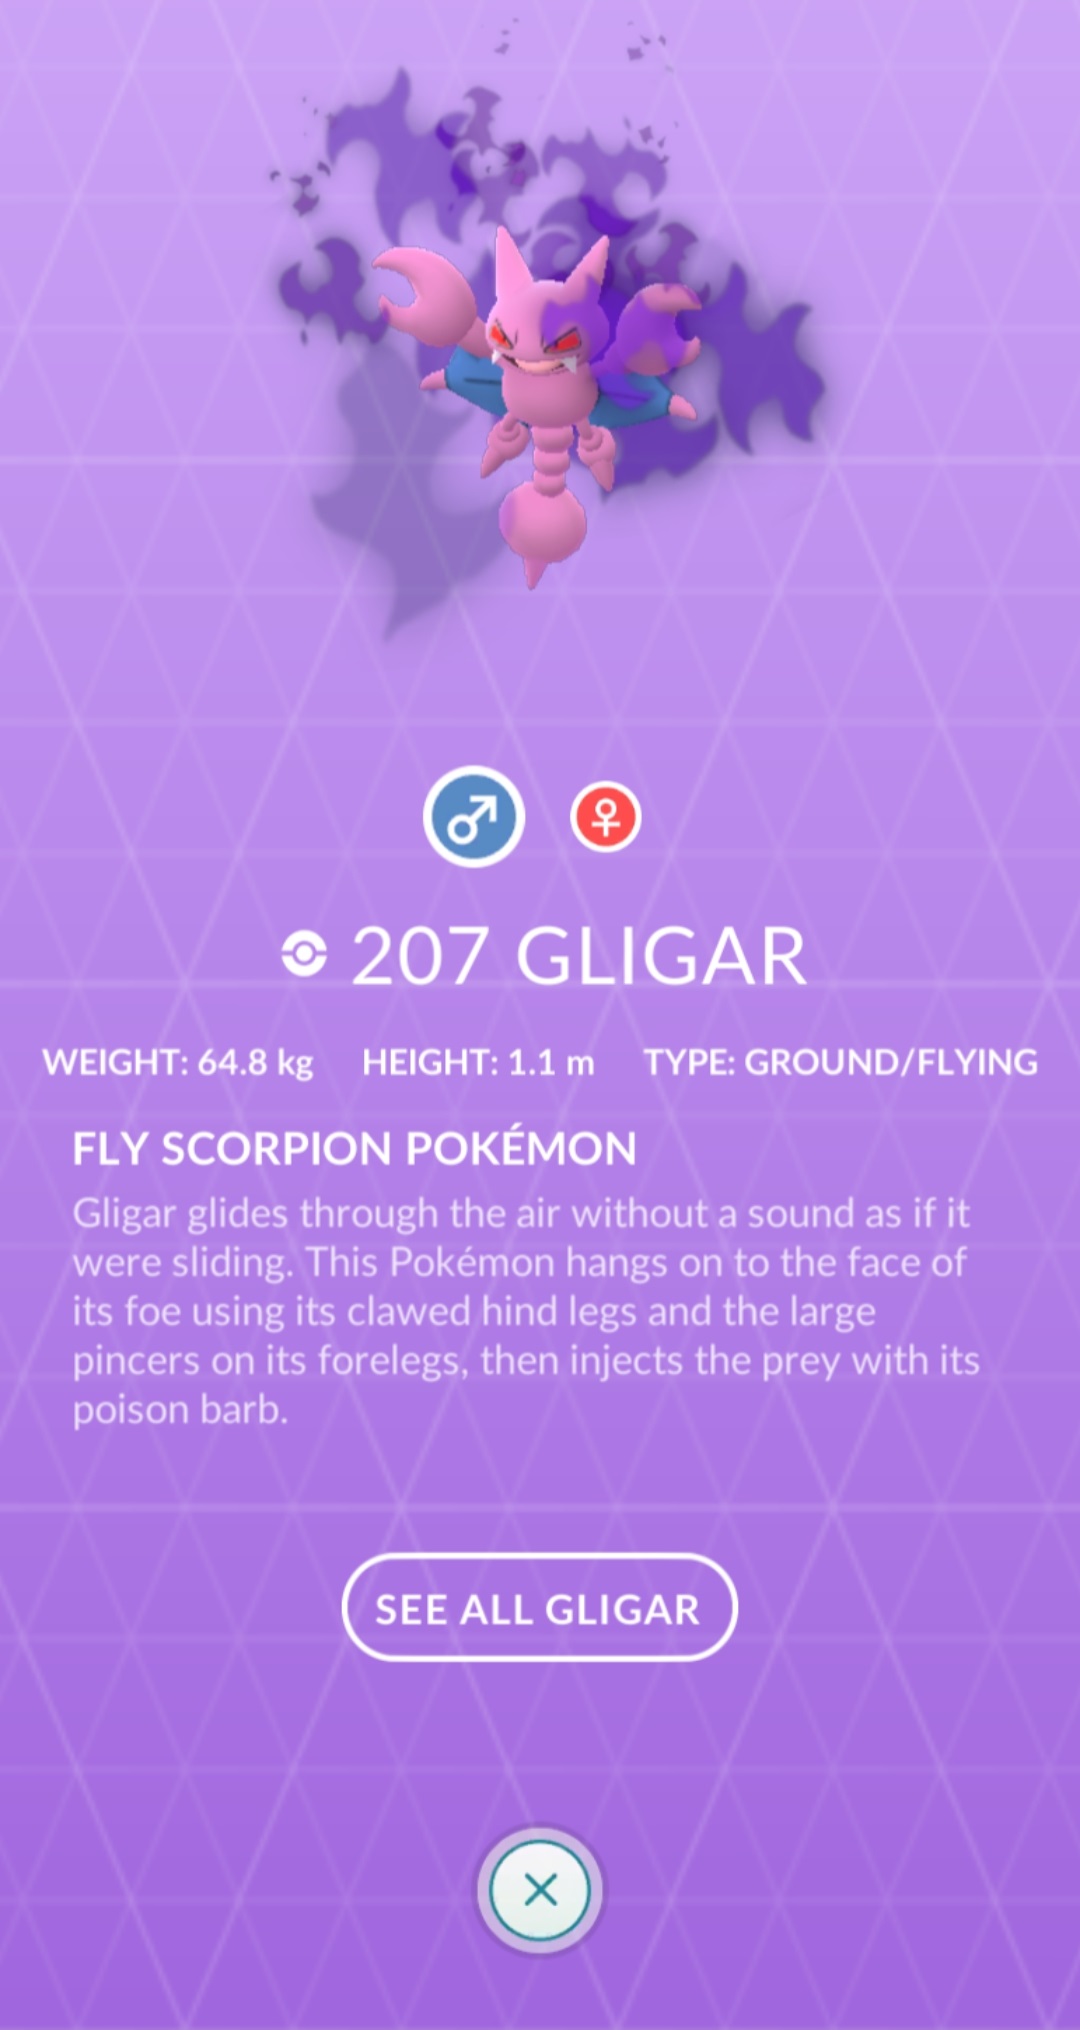 207 GLIGAR
WEIGHT: 64.8 kg HEIGHT: 1.1 m TYPE: GROUND/FLYING
FLY SCORPION POKÉMON
Gligar glides through the air without a sound as if it
were sliding. This Pokémon hangs on to the face of
its foe using its clawed hind legs and the large
pincers on its forelegs, then injects the prey with its
poison barb.
SEE ALL GLIGAR